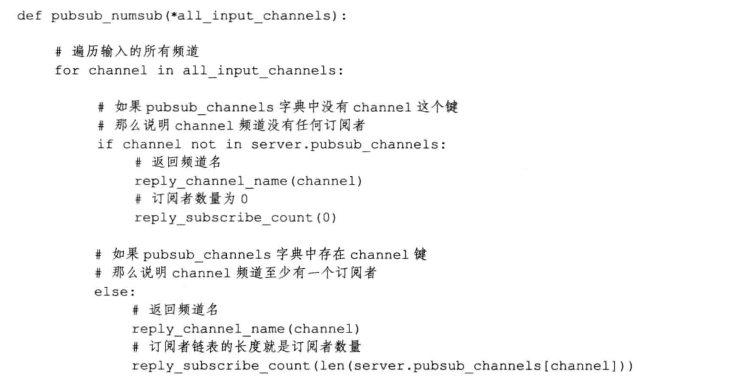 def pubsub_numsub(*all_input_channels):
# 遍历输入的所有频道
for channel in all_input_channels:
# 如果 pubsub_channels 字典中没有 channel 这个键
# 那么说明 channel 频道没有任何订阅者
if channel not in server.pubsub_channels:
# 返回频道名
reply_channel_name(channel)
# 订阅者数量为 0
reply_subscribe_count(0)
# 如果 pubsub_channels 字典中存在 channel 键
# 那么说明 channel 频道至少有一个订阅者
else:
# 返回频道名
reply_channel_name(channel)
# 订阅者链表的长度就是订阅者数量
reply_subscribe_count(len(server.pubsub_channels[channel]))